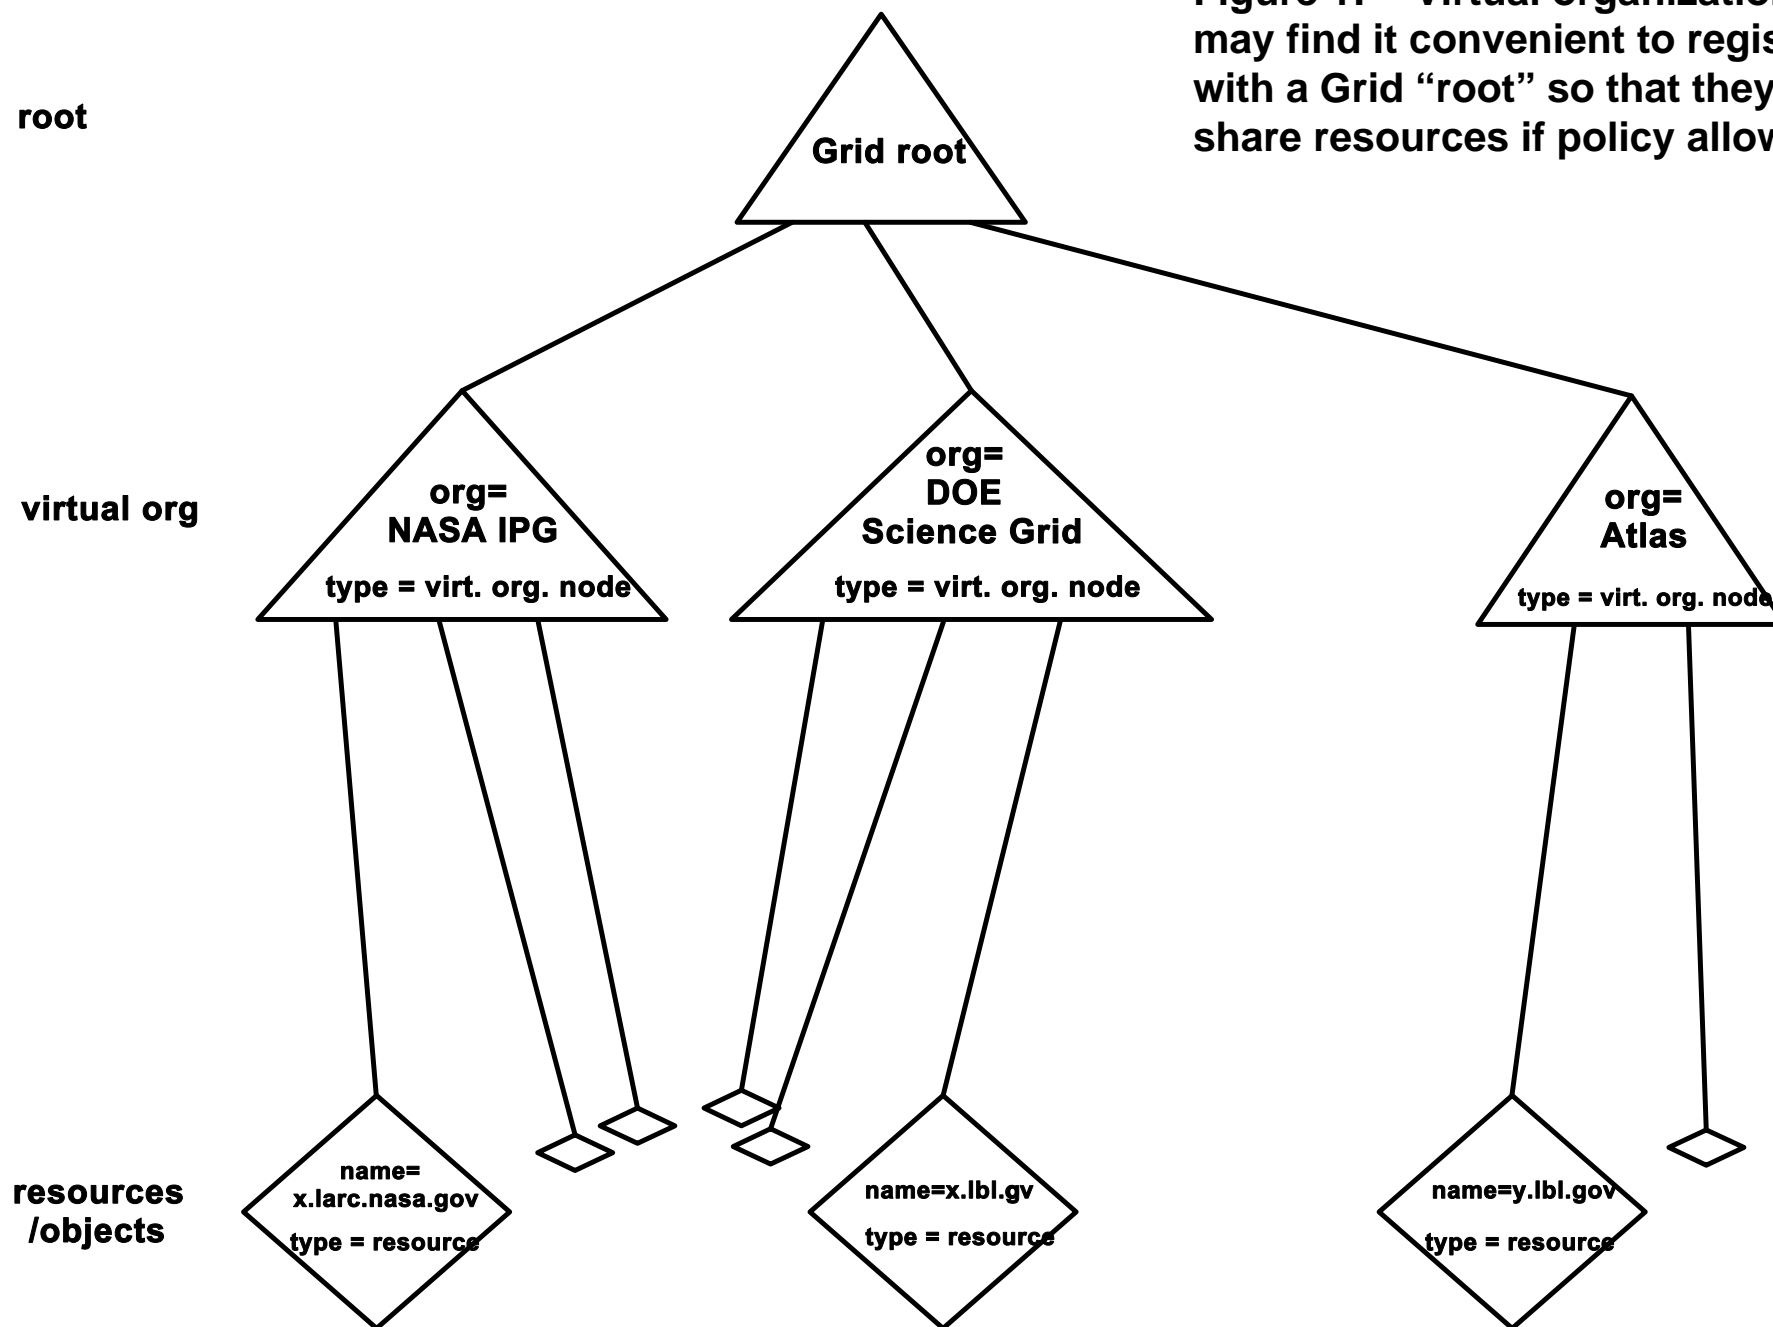 may find it convenient to
with a Grid “root” so that they
share resources if policy
root
Grid root
virtual org
org=
NASA IPG
type = virt. org. node
org=
DOE
Science Grid
type = virt. org. node
org=
Atlas
type = virt. org. node
resources
/objects
name=
x.larc.nasa.gov
type = resource
name=x.lbl.gv
type = resource
name=y.lbl.gov
type = resource